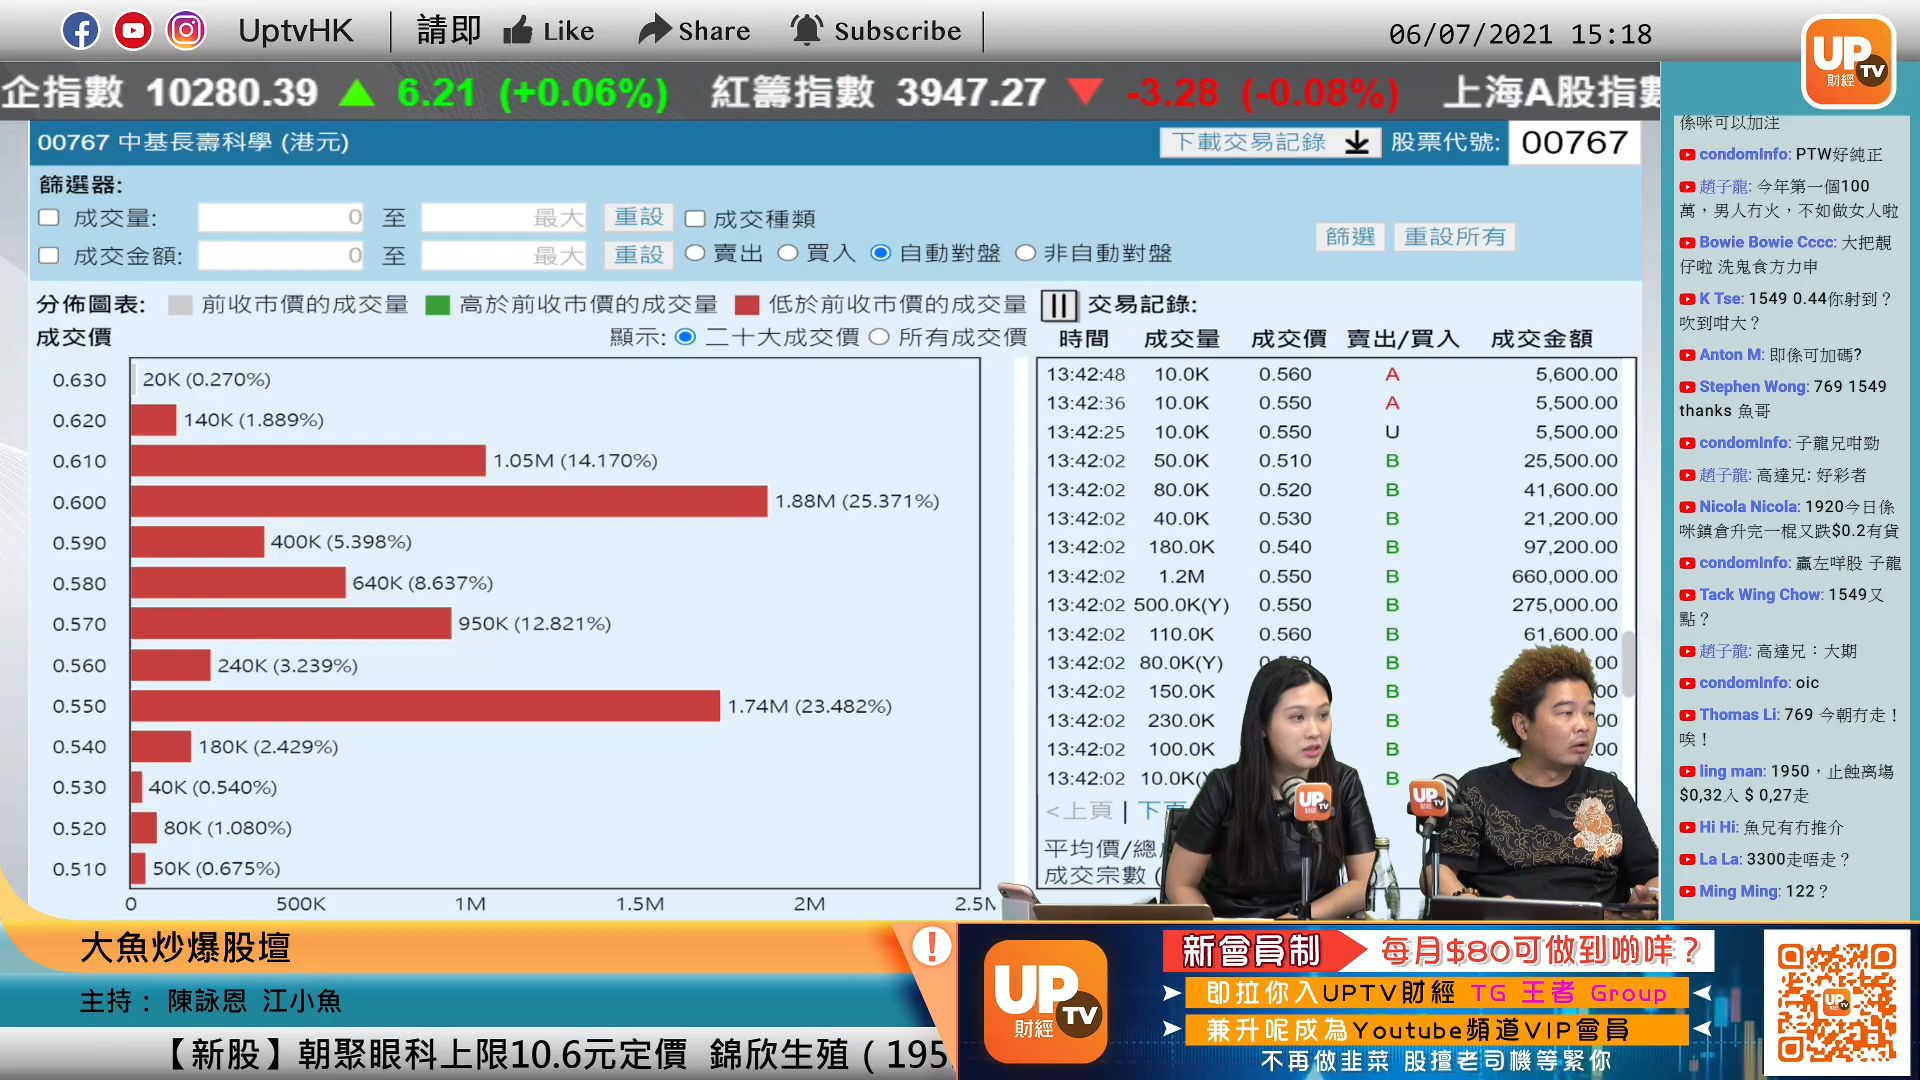 UptvHK
請即
Like
Share
Subscribe
06/07/2021 15:18
UP
TV
財經
企指數 10280.39 ▲ 6.21 (+0.06%) 紅籌指數 3947.27 ▼ -3.28 (-0.08%) 上海A股指數
00767 中基長壽科學 (港元)
下載交易記錄
股票代號: 00767
篩選器:
成交量: 0 至 最大 重設 成交種類
成交金額: 0 至 最大 重設 賣出 買入 自動對盤 非自動對盤
篩選 重設所有
分佈圖表: 前收市價的成交量 高於前收市價的成交量 低於前收市價的成交量
成交價 顯示: 二十大成交價 所有成交價
0.630 20K (0.270%)
0.620 140K (1.889%)
0.610 1.05M (14.170%)
0.600 1.88M (25.371%)
0.590 400K (5.398%)
0.580 640K (8.637%)
0.570 950K (12.821%)
0.560 240K (3.239%)
0.550 1.74M (23.482%)
0.540 180K (2.429%)
0.530 40K (0.540%)
0.520 80K (1.080%)
0.510 50K (0.675%)
0 500K 1M 1.5M 2M 2.5M
交易記錄:
時間 成交量 成交價 賣出/買入 成交金額
13:42:48 10.0K 0.560 A 5,600.00
13:42:36 10.0K 0.550 A 5,500.00
13:42:25 10.0K 0.550 U 5,500.00
13:42:02 50.0K 0.510 B 25,500.00
13:42:02 80.0K 0.520 B 41,600.00
13:42:02 40.0K 0.530 B 21,200.00
13:42:02 180.0K 0.540 B 97,200.00
13:42:02 1.2M 0.550 B 660,000.00
13:42:02 500.0K(Y) 0.550 B 275,000.00
13:42:02 110.0K 0.560 B 61,600.00
13:42:02 80.0K(Y) B
13:42:02 150.0K B
13:42:02 230.0K B
13:42:02 100.0K B
13:42:02 B
<上頁 | 下頁
平均價/總
成交宗數 (
係咪可以加注
condomInfo: PTW好純正
趙子龍: 今年第一個100
萬，男人冇火，不如做女人啦
Bowie Bowie Cccc: 大把靚
仔啦 洗鬼食方力申
K Tse: 1549 0.44你射到？
吹到咁大？
Anton M: 即係可加碼?
Stephen Wong: 769 1549
thanks 魚哥
condomInfo: 子龍兄咁勁
趙子龍: 高達兄: 好彩者
Nicola Nicola: 1920今日係
咪鎮倉升完一棍又跌$0.2有貨
condomInfo: 贏左咩股 子龍
Tack Wing Chow: 1549又
點？
趙子龍: 高達兄：大期
condomInfo: oic
Thomas Li: 769 今朝冇走！
唉！
ling man: 1950，止蝕离塲
$0,32入 $ 0,27走
Hi Hi: 魚兄有冇推介
La La: 3300走唔走？
Ming Ming: 122？
UP
TV
財經
UP
TV
大魚炒爆股壇
主持： 陳詠恩 江小魚
【新股】朝聚眼科上限10.6元定價 錦欣生殖（195
!
UP
TV
財經
新會員制 每月$80可做到啲咩？
即拉你入UPTV財經 TG 王者 Group
兼升呢成為Youtube頻道VIP會員
不再做韭菜 股擅老司機等緊你
UP
TV